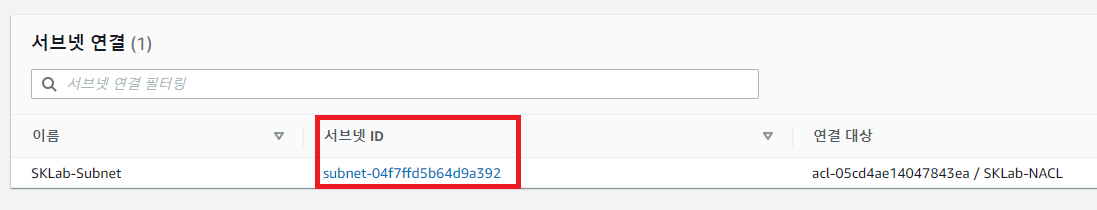 서브넷 연결 (1)
서브넷 연결 필터링
이름 서브넷 ID 연결 대상
SKLab-Subnet subnet-04f7ffd5b64d9a392 acl-05cd4ae14047843ea / SKLab-NACL